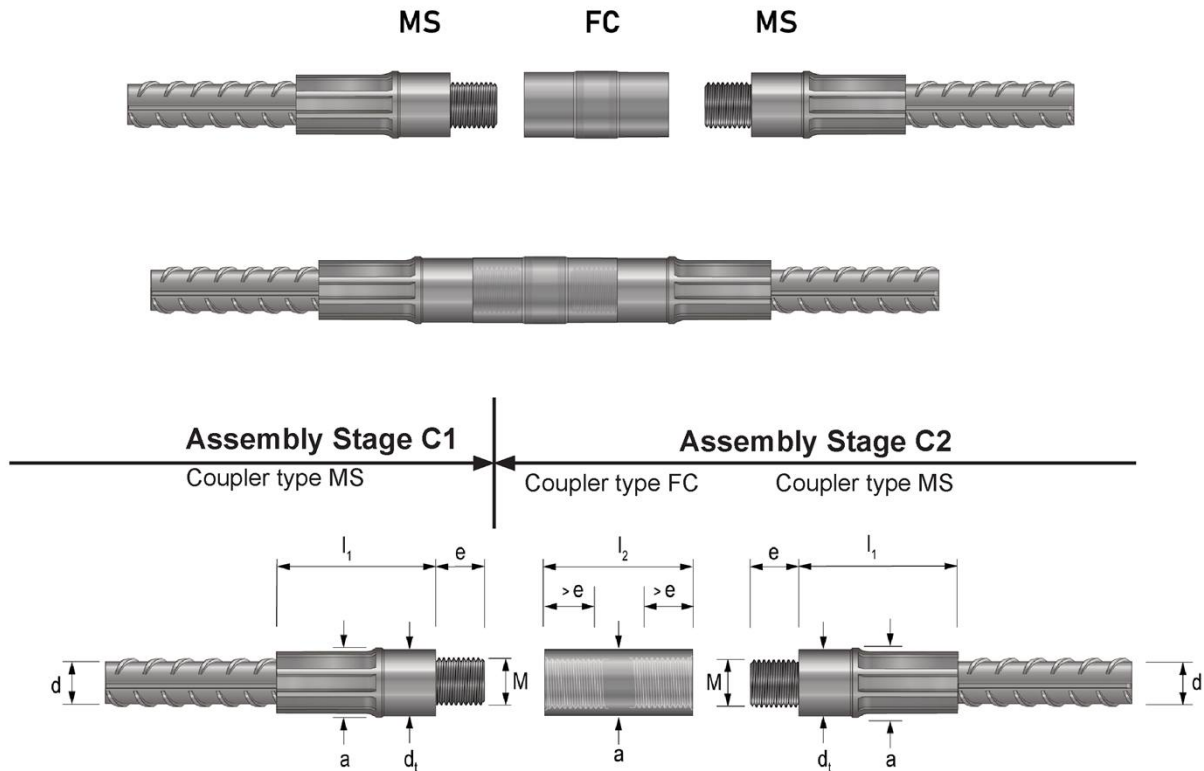 MS FC MS
Assembly Stage C1 Assembly Stage C2
Coupler type MS Coupler type FC Coupler type MS
l₁ e l₂ e l₁
>e >e
d M M d
a dₜ a dₜ a